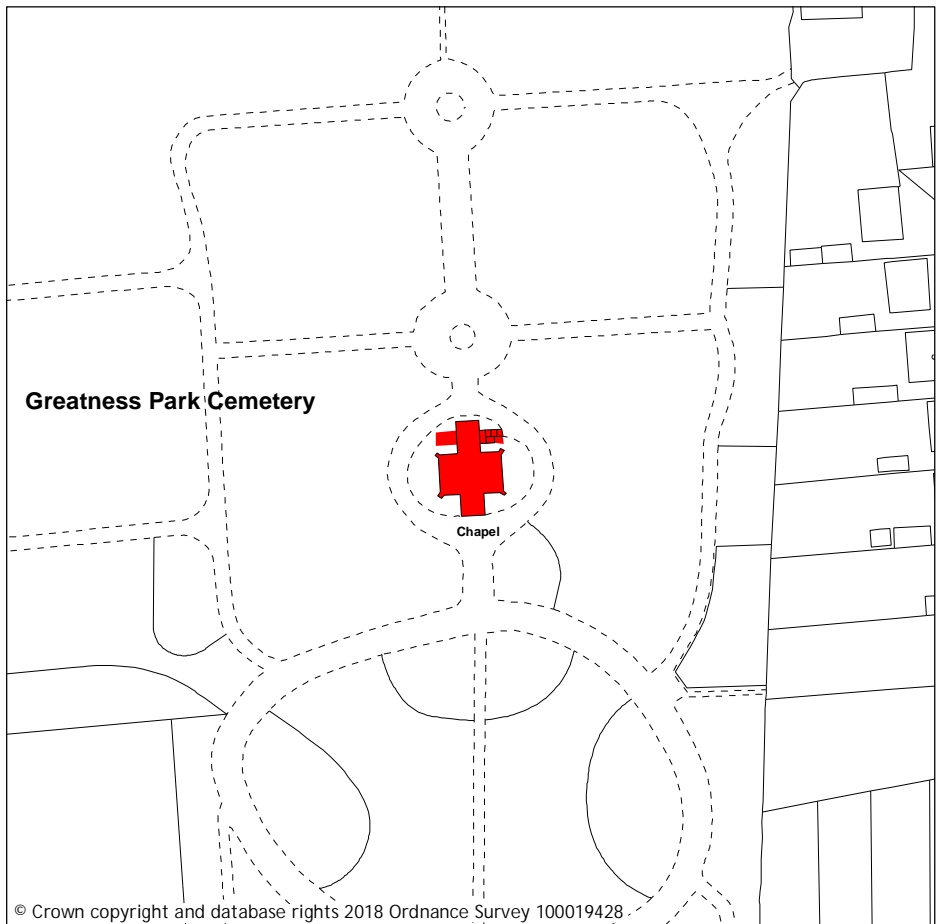 Greatness Park Cemetery
Chapel
© Crown copyright and database rights 2018 Ordnance Survey 100019428